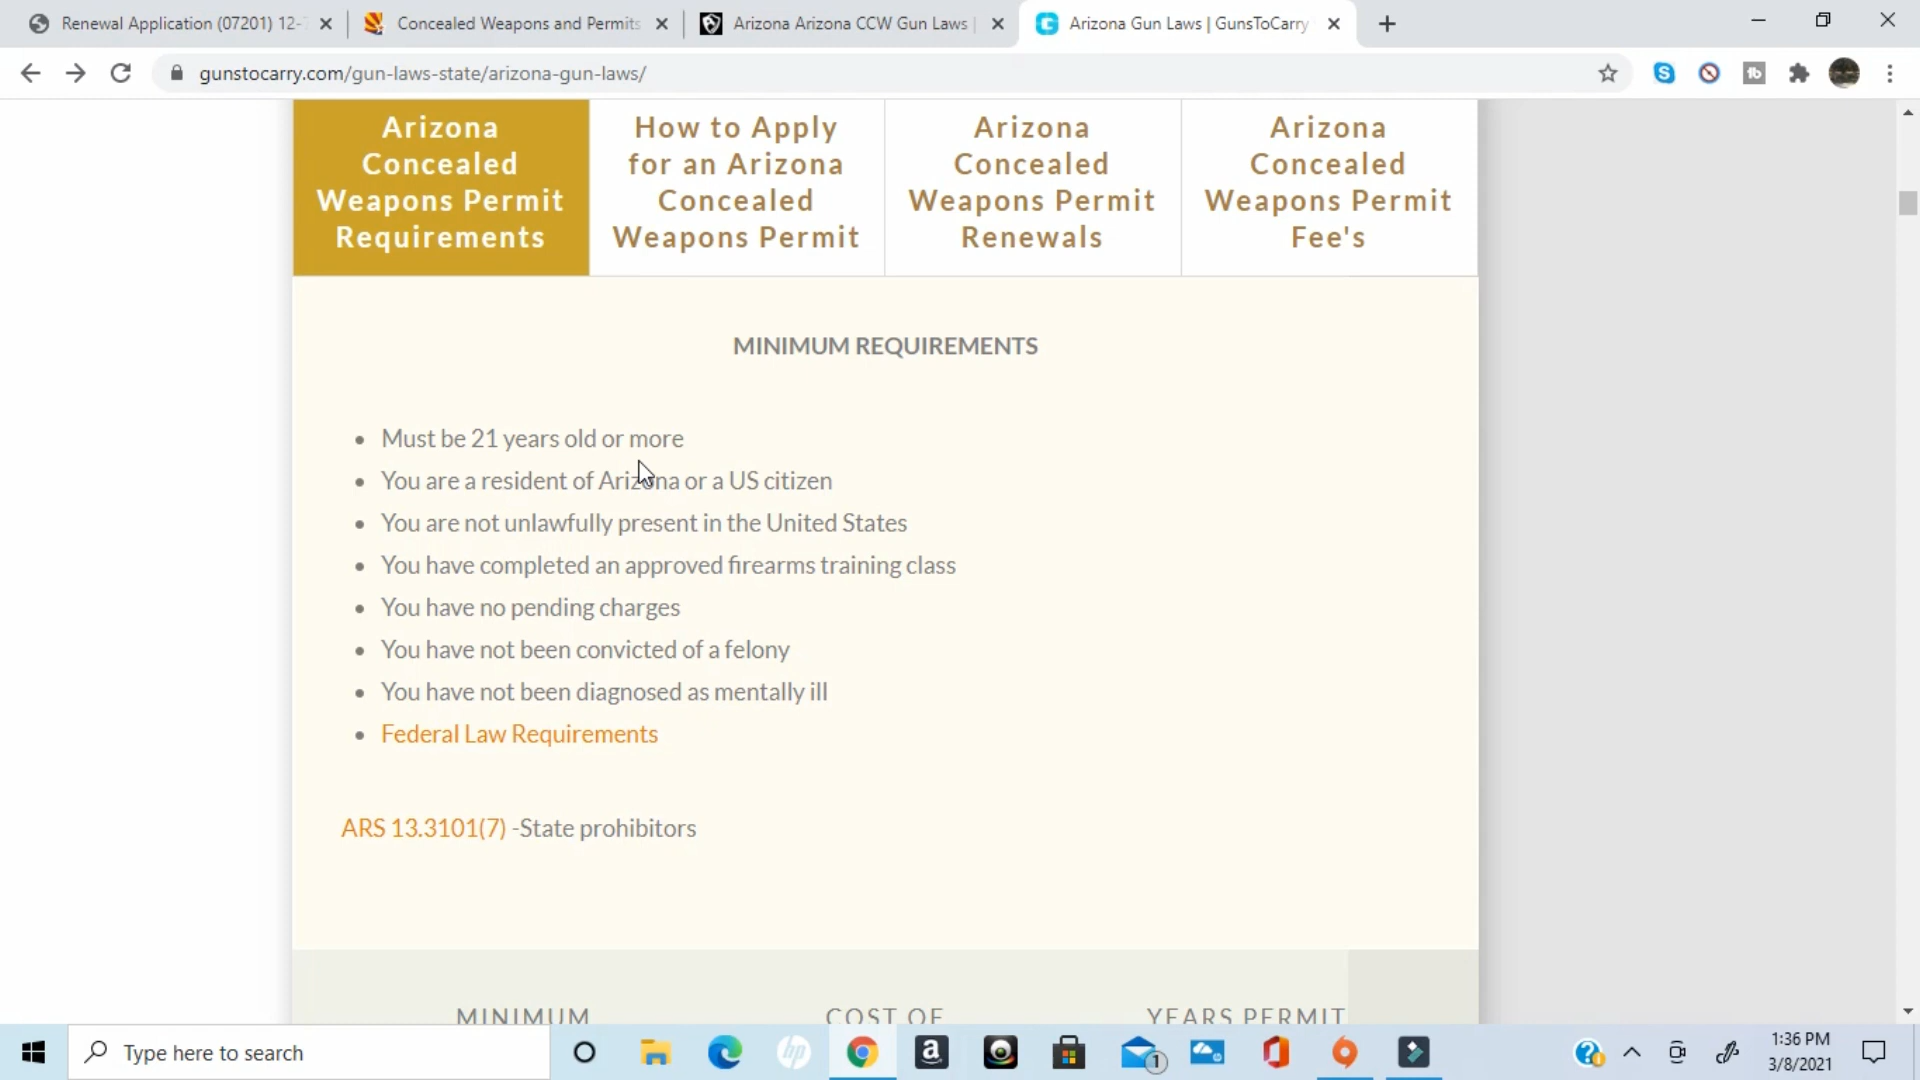 Renewal Application (07201) 12-
Concealed Weapons and Permits
Arizona Arizona CCW Gun Laws |
Arizona Gun Laws | GunsToCarry
gunstocarry.com/gun-laws-state/arizona-gun-laws/
Arizona
Concealed
Weapons Permit
Requirements
How to Apply
for an Arizona
Concealed
Weapons Permit
Arizona
Concealed
Weapons Permit
Renewals
Arizona
Concealed
Weapons Permit
Fee's
MINIMUM REQUIREMENTS
Must be 21 years old or more
You are a resident of Arizona or a US citizen
You are not unlawfully present in the United States
You have completed an approved firearms training class
You have no pending charges
You have not been convicted of a felony
You have not been diagnosed as mentally ill
Federal Law Requirements
ARS 13.3101(7) -State prohibitors
MINIMUM
COST OF
YEARS PERMIT
Type here to search
1:36 PM
3/8/2021